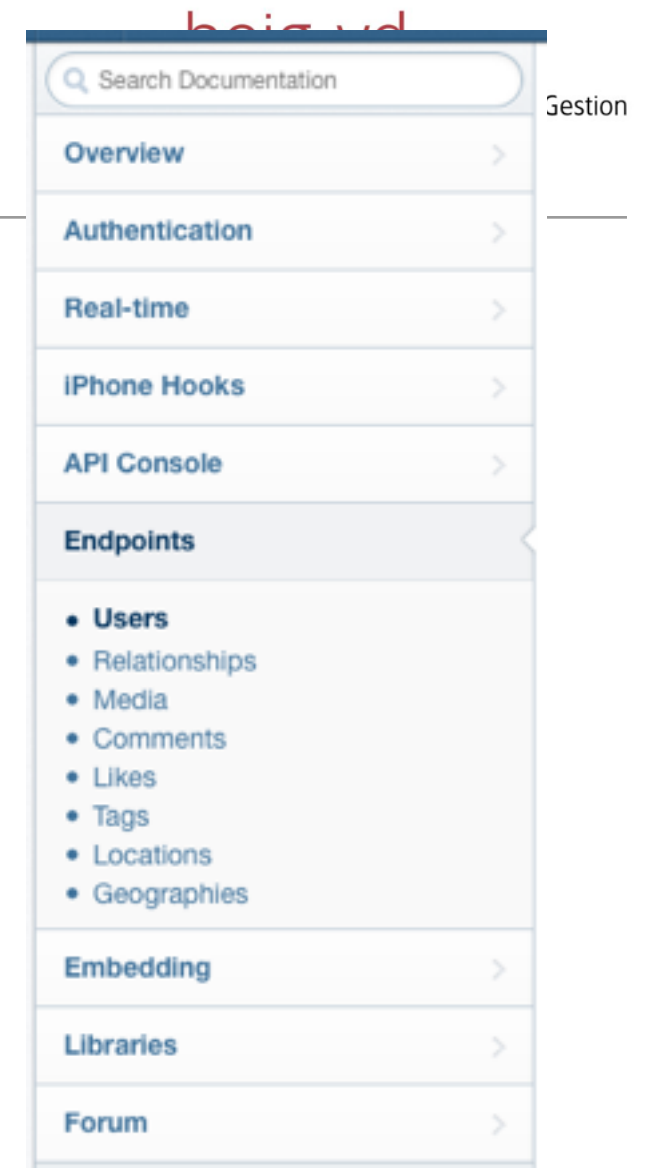 Search Documentation
Gestion
Overview
Authentication
Real-time
iPhone Hooks
API Console
Endpoints
• Users
• Relationships
• Media
• Comments
• Likes
• Tags
• Locations
• Geographies
Embedding
Libraries
Forum